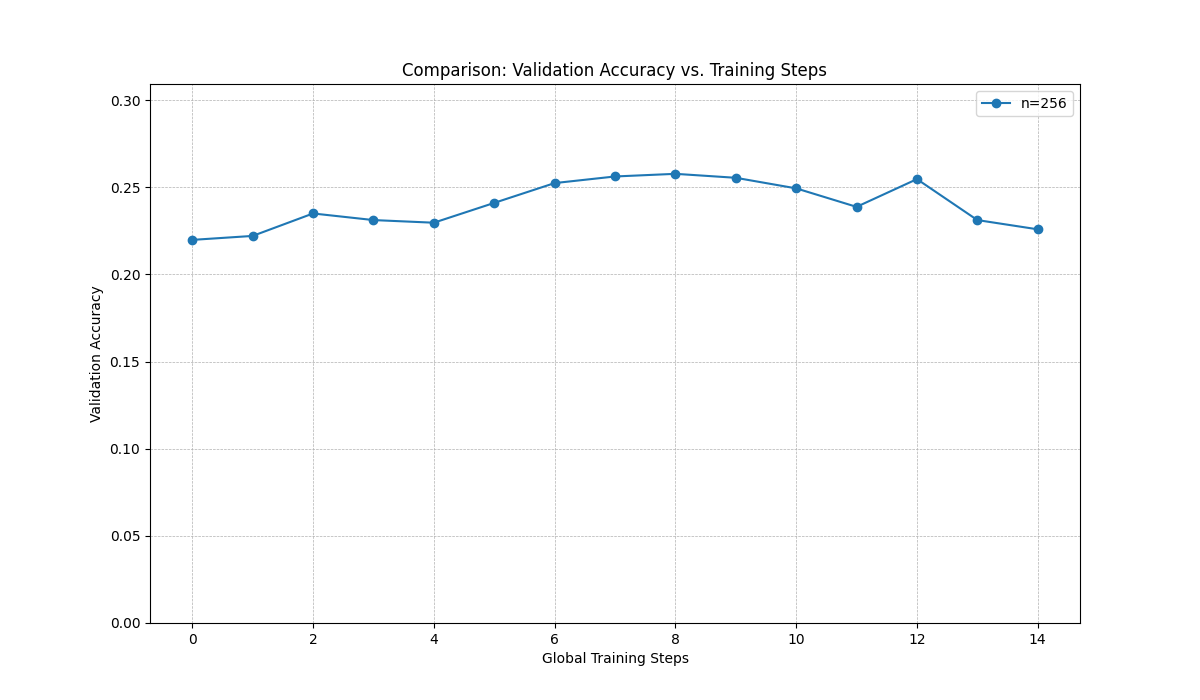 Comparison: Validation Accuracy vs. Training Steps
n=256
0.30
0.25
0.20
0.15
0.10
0.05
0.00
Validation Accuracy
0 2 4 6 8 10 12 14
Global Training Steps